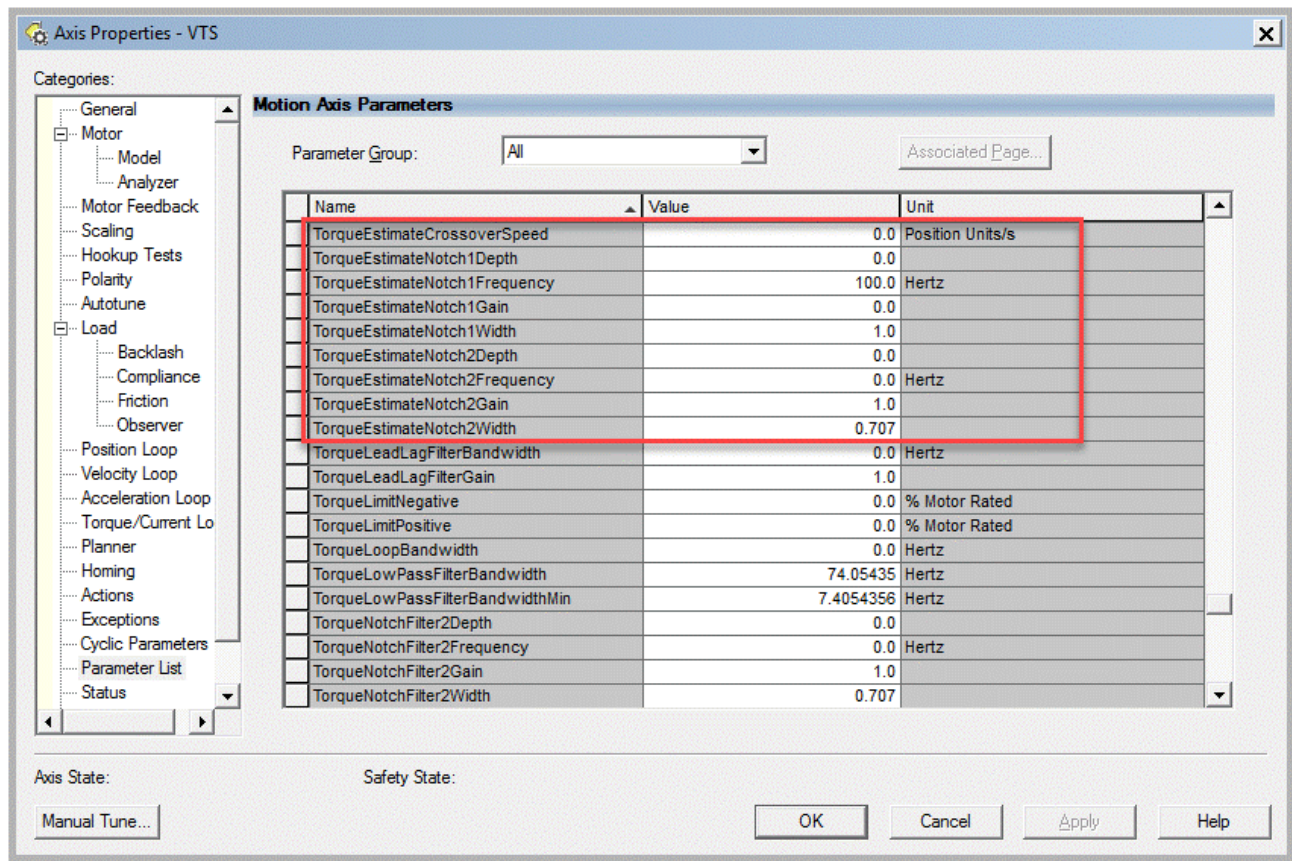 Axis Properties - VTS
Categories:
General
Motor
Model
Analyzer
Motor Feedback
Scaling
Hookup Tests
Polarity
Autotune
Load
Backlash
Compliance
Friction
Observer
Position Loop
Velocity Loop
Acceleration Loop
Torque/Current Lo
Planner
Homing
Actions
Exceptions
Cyclic Parameters
Parameter List
Status
Motion Axis Parameters
Parameter Group: All Associated Page...
Name Value Unit
TorqueEstimateCrossoverSpeed 0.0 Position Units/s
TorqueEstimateNotch1Depth 0.0
TorqueEstimateNotch1Frequency 100.0 Hertz
TorqueEstimateNotch1Gain 0.0
TorqueEstimateNotch1Width 1.0
TorqueEstimateNotch2Depth 0.0
TorqueEstimateNotch2Frequency 0.0 Hertz
TorqueEstimateNotch2Gain 1.0
TorqueEstimateNotch2Width 0.707
TorqueLeadLagFilterBandwidth 0.0 Hertz
TorqueLeadLagFilterGain 1.0
TorqueLimitNegative 0.0 % Motor Rated
TorqueLimitPositive 0.0 % Motor Rated
TorqueLoopBandwidth 0.0 Hertz
TorqueLowPassFilterBandwidth 74.05435 Hertz
TorqueLowPassFilterBandwidthMin 7.4054356 Hertz
TorqueNotchFilter2Depth 0.0
TorqueNotchFilter2Frequency 0.0 Hertz
TorqueNotchFilter2Gain 1.0
TorqueNotchFilter2Width 0.707
Axis State: Safety State:
Manual Tune... OK Cancel Apply Help